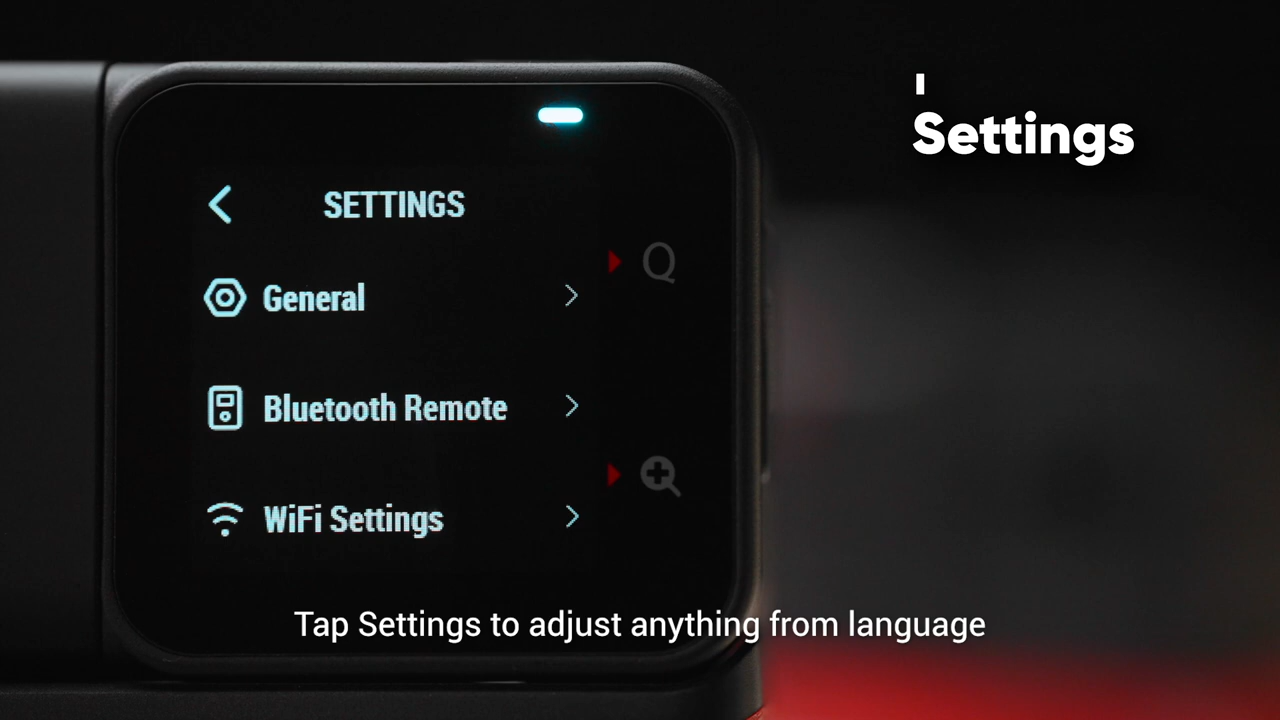 Settings
SETTINGS
General
Q
Bluetooth Remote
WiFi Settings
Tap Settings to adjust anything from language